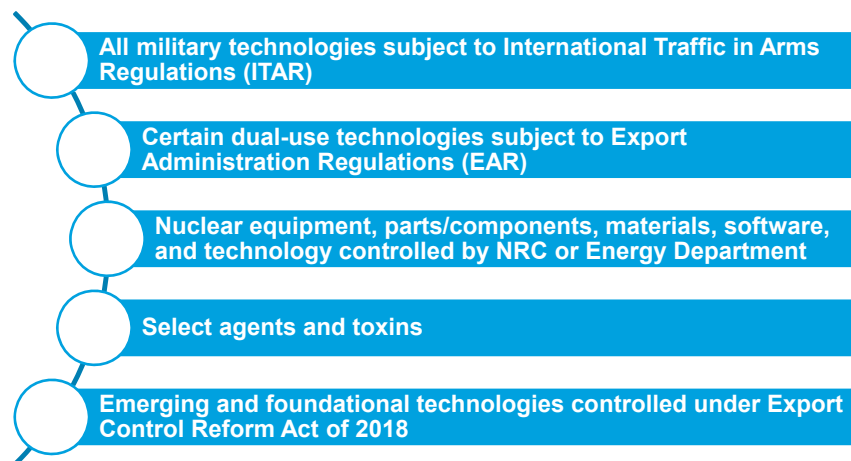 All military technologies subject to International Traffic in Arms
Regulations (ITAR)
Certain dual-use technologies subject to Export
Administration Regulations (EAR)
Nuclear equipment, parts/components, materials, software,
and technology controlled by NRC or Energy Department
Select agents and toxins
Emerging and foundational technologies controlled under Export
Control Reform Act of 2018